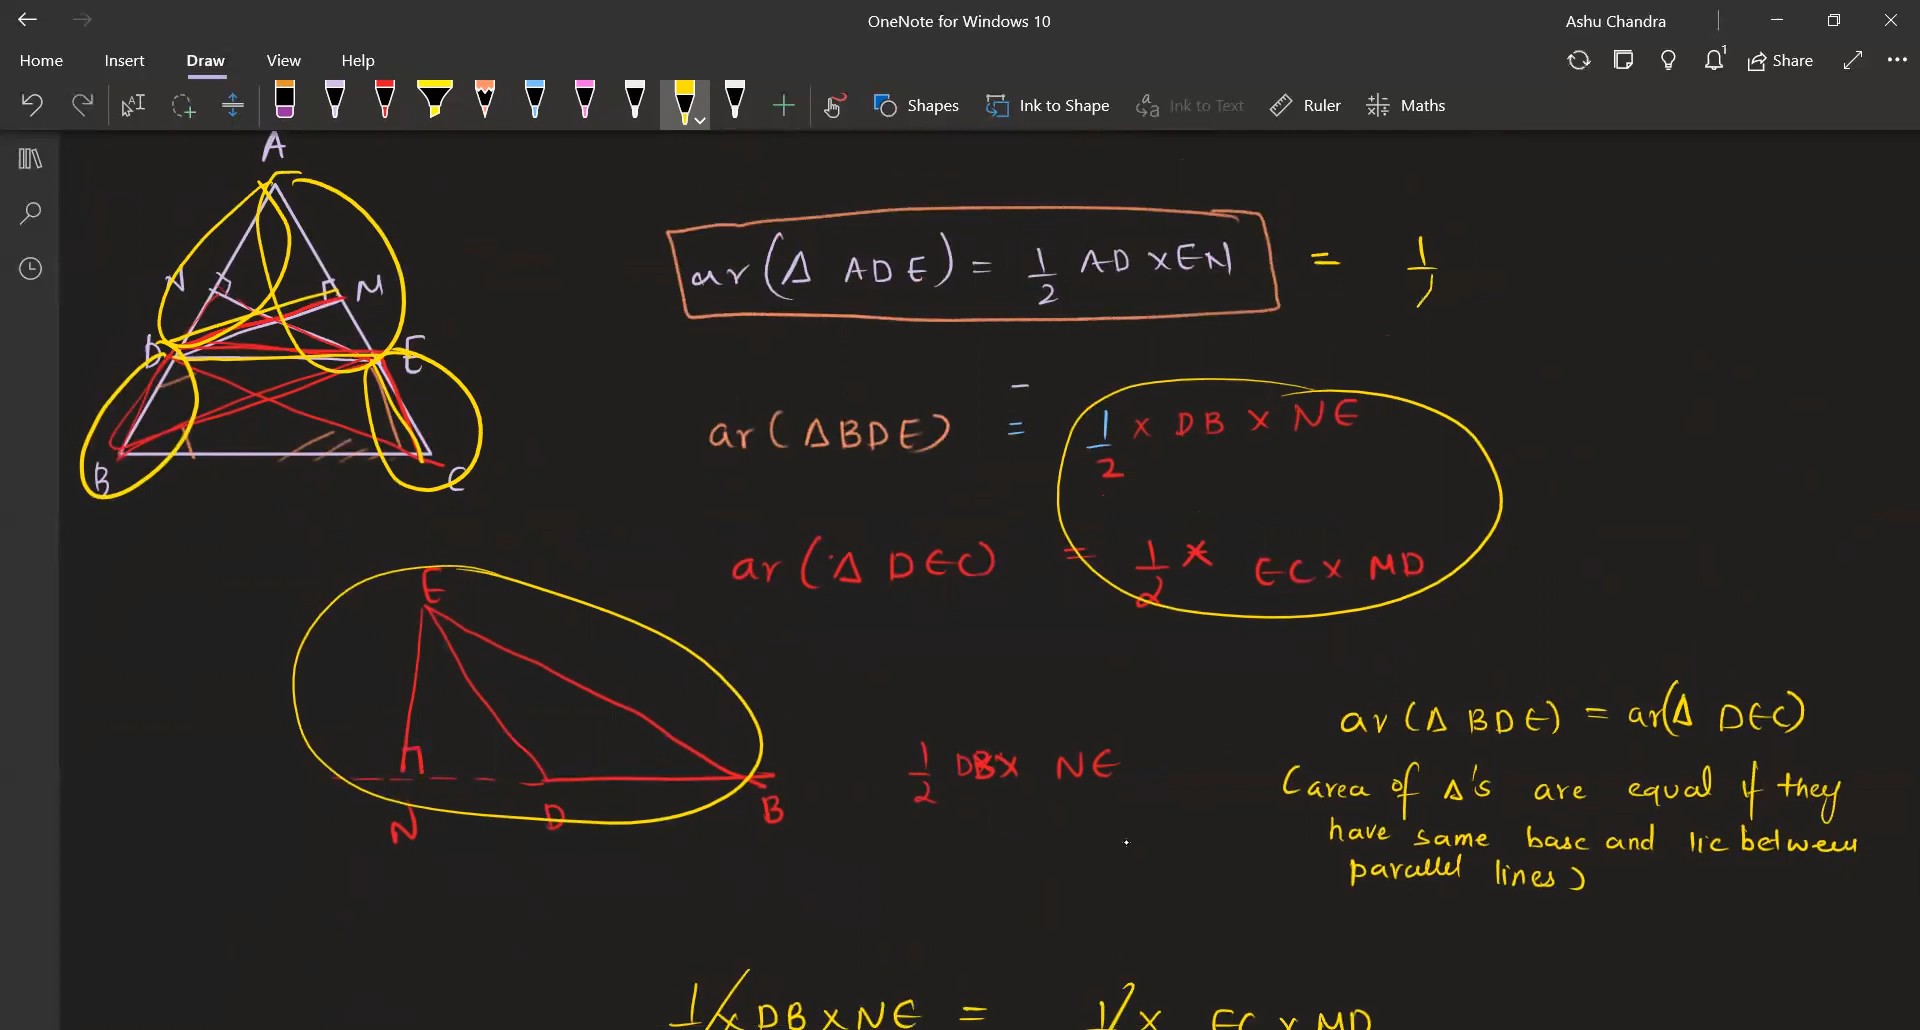 OneNote for Windows 10
Ashu Chandra
Home Insert Draw View Help
1 Share
Shapes Ink to Shape Ink to Text Ruler Maths
A
N M
D E
B C
ar (Δ ADE) = 1/2 AD × EN = 1/
ar (ΔBDE) = 1/2 × DB × NE
ar (Δ DEC) = 1/2 × EC × MD
E
N D B
1/2 DB× NE
ar (Δ BDE) = ar(Δ DEC)
(area of Δ's are equal if they
have same base and lie between
parallel lines)
1/ × DB × NE = 1/ × EC × MD